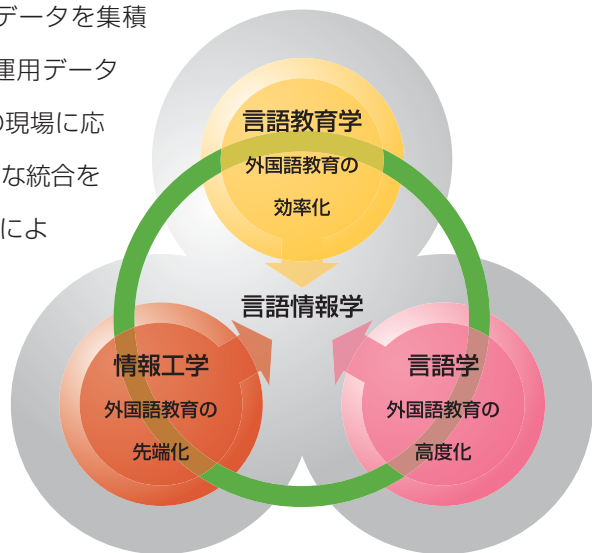 データを集積
運用データ
の現場に応
な統合を
によ
言語教育学
外国語教育の
効率化
言語情報学
情報工学
外国語教育の
先端化
言語学
外国語教育の
高度化